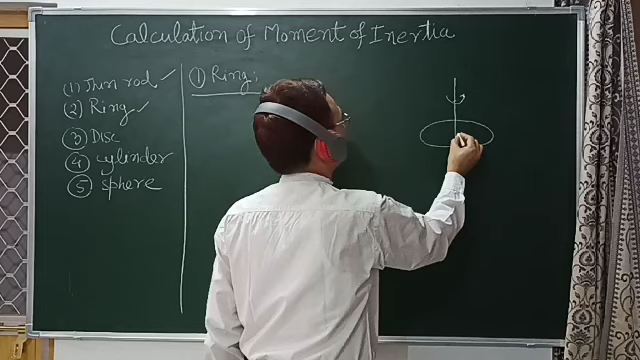 Calculation of Moment of Inertia
(1) Thin rod ✓
(2) Ring ✓
(3) Disc
(4) cylinder
(5) sphere
(1) Ring: